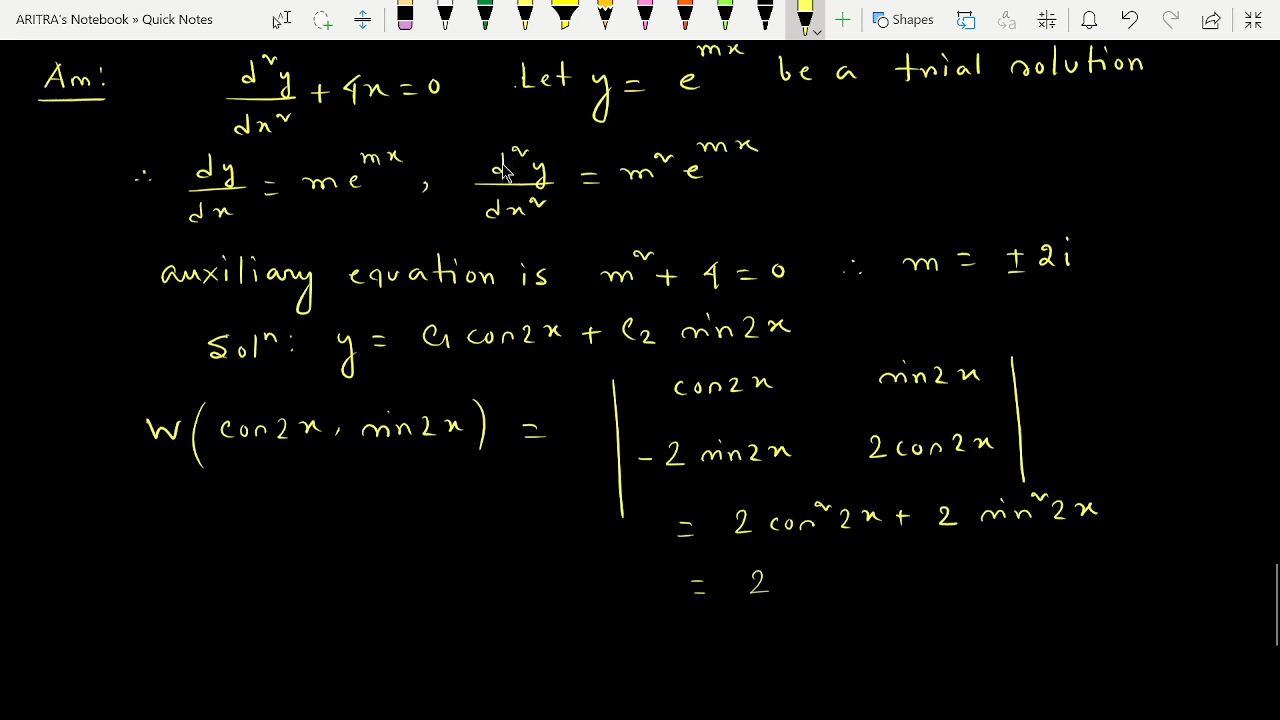 ARITRA's Notebook » Quick Notes Shapes
Ans: d²y/dx² + 4x = 0 Let y = e^{mx} be a trial solution
∴ dy/dx = m e^{mx}, d²y/dx² = m² e^{mx}
auxiliary equation is m² + 4 = 0 ∴ m = ± 2i
Solⁿ: y = C₁ cos2x + C₂ sin2x
W(cos2x, sin2x) = | cos2x sin2x |
| -2 sin2x 2cos2x |
= 2 cos²2x + 2 sin²2x
= 2